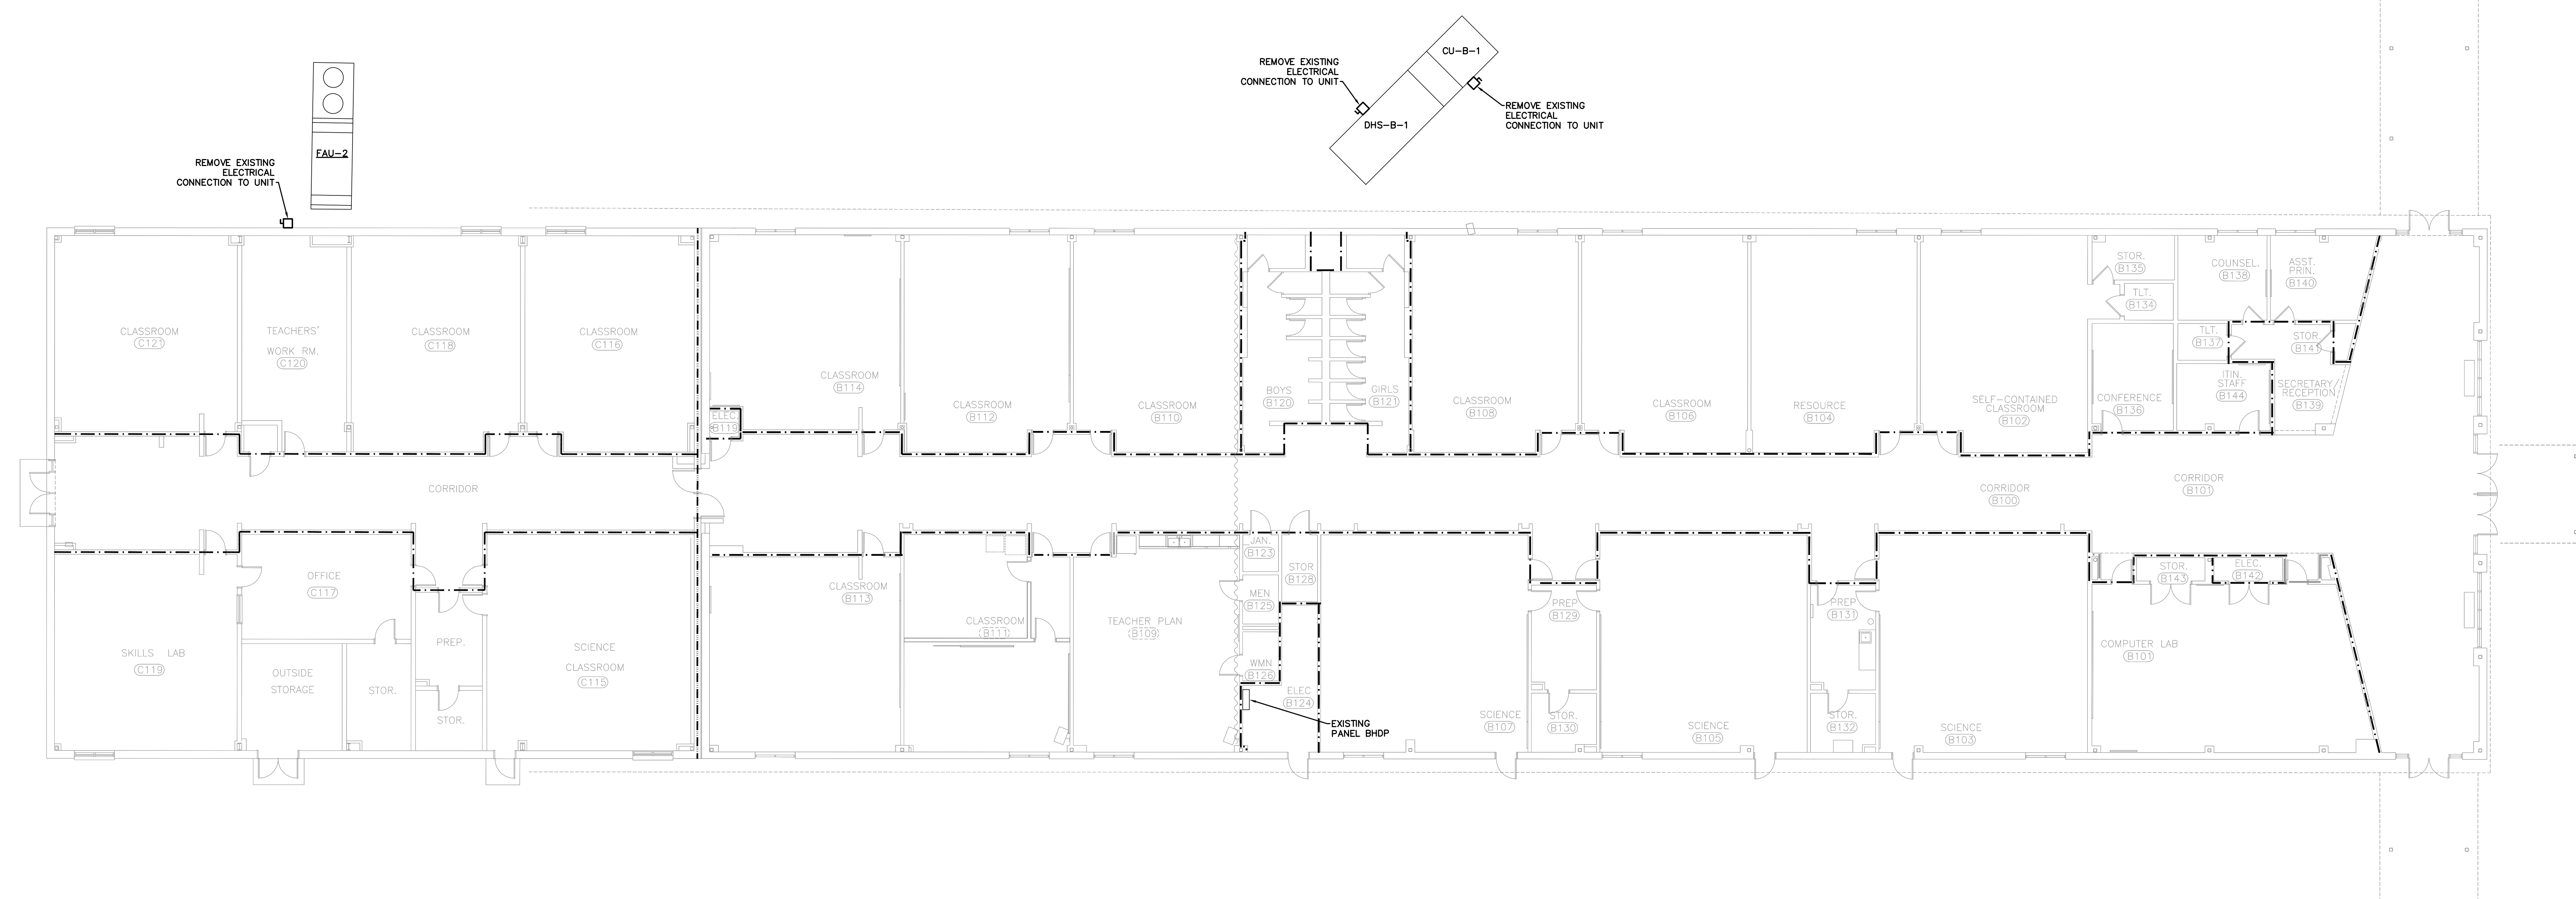 CU-B-1
REMOVE EXISTING
ELECTRICAL
CONNECTION TO UNIT
DHS-B-1
REMOVE EXISTING
ELECTRICAL
CONNECTION TO UNIT
FAU-2
REMOVE EXISTING
ELECTRICAL
CONNECTION TO UNIT
CLASSROOM
C121
TEACHERS'
WORK RM.
C120
CLASSROOM
C118
CLASSROOM
C116
CLASSROOM
B114
ELEC
B119
CLASSROOM
B112
CLASSROOM
B110
BOYS
B120
GIRLS
B121
CLASSROOM
B108
CLASSROOM
B106
RESOURCE
B104
SELF-CONTAINED
CLASSROOM
B102
STOR.
B135
TLT.
B134
COUNSEL.
B138
ASST.
PRIN.
B140
TLT.
B137
STOR.
B141
CONFERENCE
B136
ITIN.
STAFF
B144
SECRETARY/
RECEPTION
B139
CORRIDOR
CORRIDOR
B100
CORRIDOR
B101
SKILLS LAB
C119
OFFICE
C117
OUTSIDE
STORAGE
STOR.
PREP.
STOR.
SCIENCE
CLASSROOM
C115
CLASSROOM
B113
CLASSROOM
B111
TEACHER PLAN
B109
JAN.
B123
STOR
B128
MEN
B125
WMN
B126
ELEC
B124
EXISTING
PANEL BHDP
SCIENCE
B107
PREP
B129
STOR.
B130
SCIENCE
B105
PREP
B131
STOR.
B132
SCIENCE
B103
STOR.
B143
ELEC.
B142
COMPUTER LAB
B101